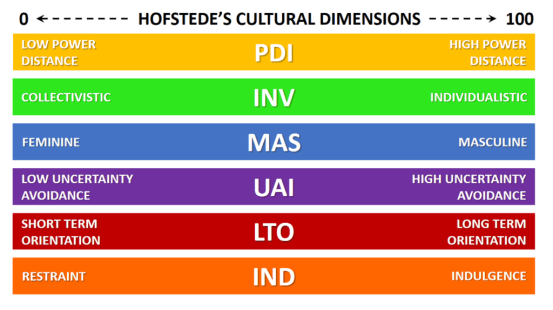 0 ←------ HOFSTEDE'S CULTURAL DIMENSIONS ------→ 100
LOW POWER
DISTANCE
PDI
HIGH POWER
DISTANCE
COLLECTIVISTIC
INV
INDIVIDUALISTIC
FEMININE
MAS
MASCULINE
LOW UNCERTAINTY
AVOIDANCE
UAI
HIGH UNCERTAINTY
AVOIDANCE
SHORT TERM
ORIENTATION
LTO
LONG TERM
ORIENTATION
RESTRAINT
IND
INDULGENCE